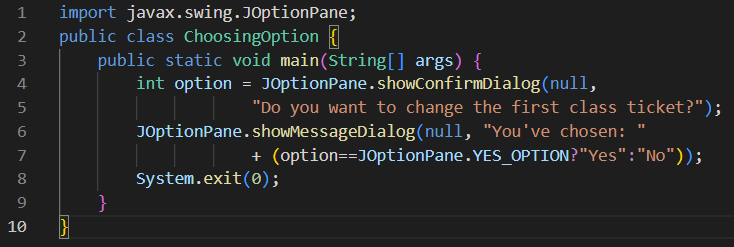 1 import javax.swing.JOptionPane;
2 public class ChoosingOption {
3     public static void main(String[] args) {
4         int option = JOptionPane.showConfirmDialog(null,
5                     "Do you want to change the first class ticket?");
6         JOptionPane.showMessageDialog(null, "You've chosen: "
7                     + (option==JOptionPane.YES_OPTION?"Yes":"No"));
8         System.exit(0);
9     }
10 }